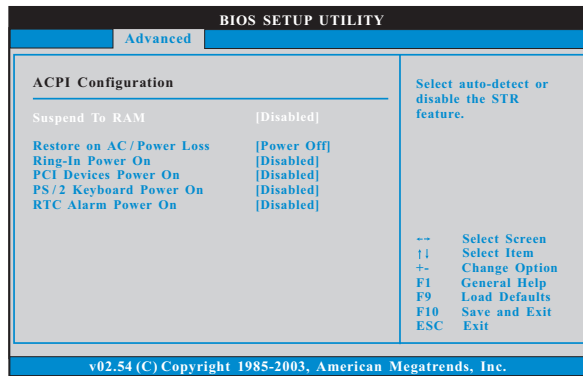 BIOS SETUP UTILITY
Advanced
ACPI Configuration
Suspend To RAM [Disabled]
Restore on AC / Power Loss [Power Off]
Ring-In Power On [Disabled]
PCI Devices Power On [Disabled]
PS / 2 Keyboard Power On [Disabled]
RTC Alarm Power On [Disabled]
Select auto-detect or
disable the STR
feature.
←→ Select Screen
↑↓ Select Item
+- Change Option
F1 General Help
F9 Load Defaults
F10 Save and Exit
ESC Exit
v02.54 (C) Copyright 1985-2003, American Megatrends, Inc.